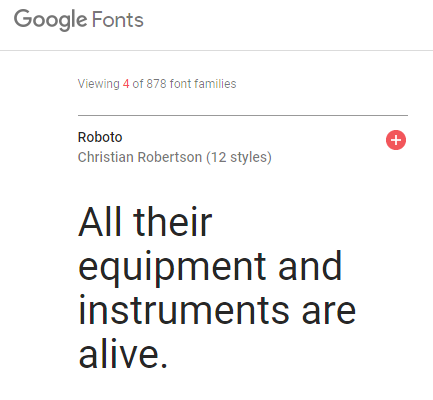 Google Fonts
Viewing 4 of 878 font families
Roboto
Christian Robertson (12 styles)
All their
equipment and
instruments are
alive.